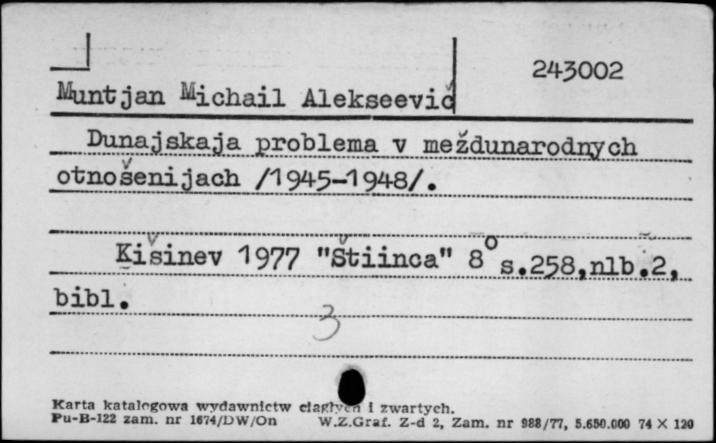 243002
Muntjan Michail Alekseevič
Dunajskaja problema v meždunarodnych
otnošenijach /1945-1948/.
Kišinev 1977 "Štiinca" 8° s.258,nlb.2,
bibl.
3
Karta katalogowa wydawnictw ciągłych i zwartych.
Pu-B-122 zam. nr 1674/DW/On W.Z.Graf. Z-d 2, Zam. nr 988/77, 5.650.000 74 X 120